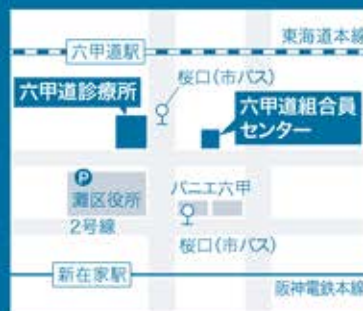 東海道本線
六甲道駅
桜口(市バス)
六甲道診療所
六甲道組合員
センター
P
灘区役所
バニエ六甲
2号線
桜口(市バス)
新在家駅
阪神電鉄本線